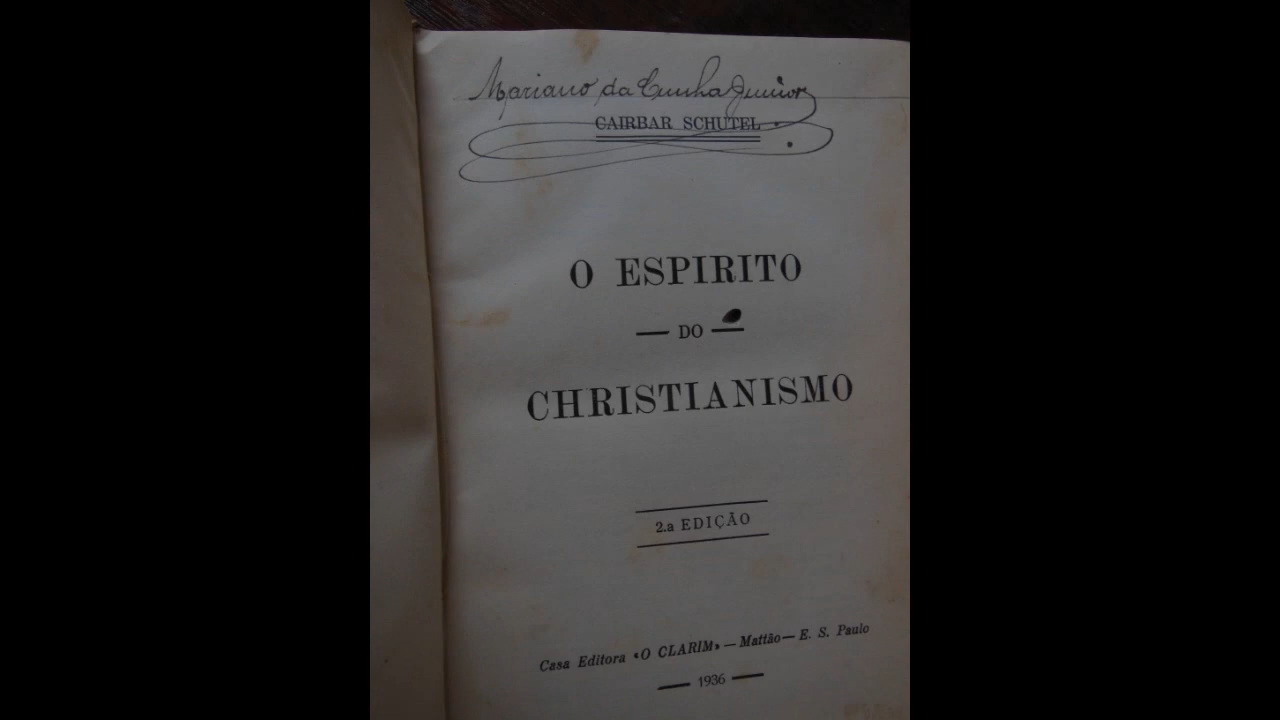 Mariano da Cunha Junior
CAIRBAR SCHUTEL
O ESPIRITO
— DO —
CHRISTIANISMO
2.a EDIÇÃO
Casa Editora «O CLARIM» — Mattão — E. S. Paulo
— 1936 —